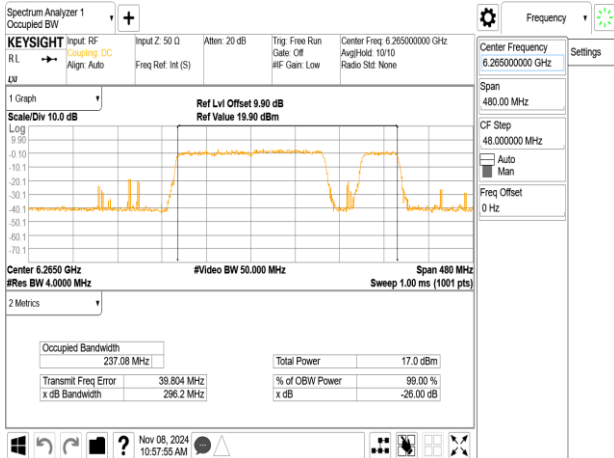 Spectrum Analyzer 1
Occupied BW
Frequency
KEYSIGHT
RL
Input: RF
Coupling: DC
Align: Auto
Input Z: 50 Ω
Freq Ref: Int (S)
Atten: 20 dB
Trig: Free Run
Gate: Off
#IF Gain: Low
Center Freq: 6.265000000 GHz
Avg|Hold: 10/10
Radio Std: None
Center Frequency
6.265000000 GHz
Settings
Span
480.00 MHz
CF Step
48.000000 MHz
Auto
Man
Freq Offset
0 Hz
1 Graph
Scale/Div 10.0 dB
Ref Lvl Offset 9.90 dB
Ref Value 19.90 dBm
Log
9.90
-0.10
-10.1
-20.1
-30.1
-40.1
-50.1
-60.1
-70.1
Center 6.2650 GHz
#Video BW 50.000 MHz
Span 480 MHz
#Res BW 4.0000 MHz
Sweep 1.00 ms (1001 pts)
2 Metrics
Occupied Bandwidth
237.08 MHz
Total Power 17.0 dBm
Transmit Freq Error 39.804 MHz
% of OBW Power 99.00 %
x dB Bandwidth 296.2 MHz
x dB -26.00 dB
Nov 08, 2024
10:57:55 AM